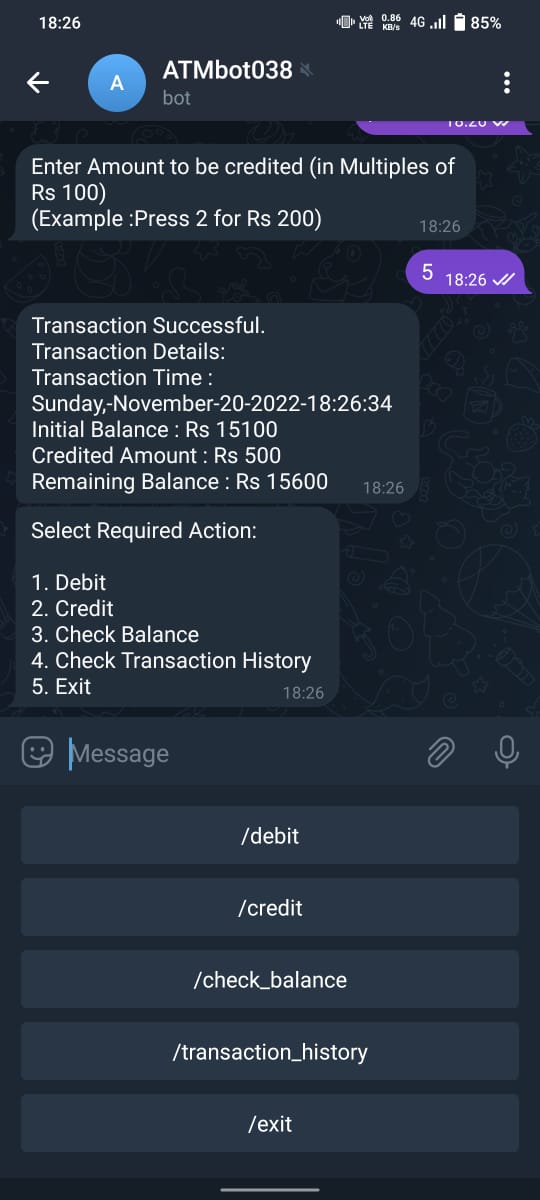 18:26
Vo) LTE
0.86 KB/s
4G
85%
A
ATMbot038
bot
18:26
Enter Amount to be credited (in Multiples of
Rs 100)
(Example :Press 2 for Rs 200)
18:26
5 18:26
Transaction Successful.
Transaction Details:
Transaction Time :
Sunday,-November-20-2022-18:26:34
Initial Balance : Rs 15100
Credited Amount : Rs 500
Remaining Balance : Rs 15600
18:26
Select Required Action:
1. Debit
2. Credit
3. Check Balance
4. Check Transaction History
5. Exit
18:26
Message
/debit
/credit
/check_balance
/transaction_history
/exit